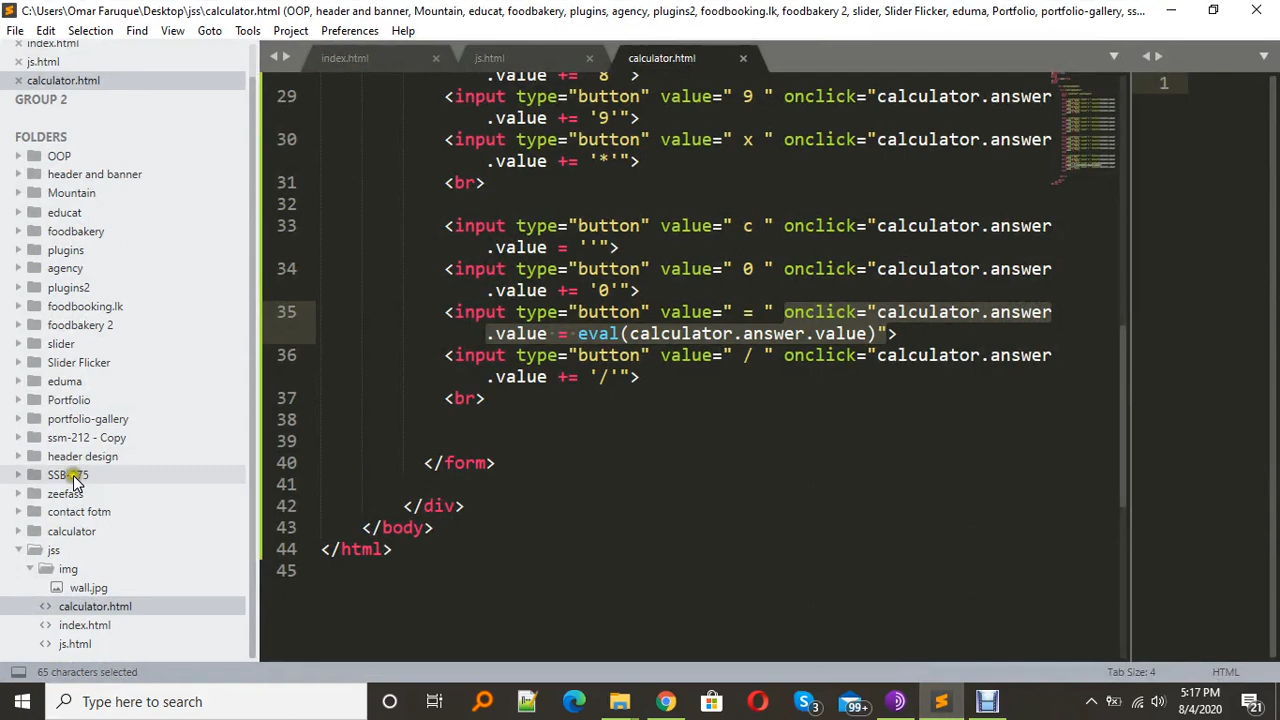 C:\Users\Omar Faruque\Desktop\jss\calculator.html (OOP, header and banner, Mountain, educat, foodbakery, plugins, agency, plugins2, foodbooking.lk, foodbakery 2, slider, Slider Flicker, eduma, Portfolio, portfolio-gallery, ss...
File Edit Selection Find View Goto Tools Project Preferences Help
index.html
js.html
calculator.html
GROUP 2
FOLDERS
OOP
header and banner
Mountain
educat
foodbakery
plugins
agency
plugins2
foodbooking.lk
foodbakery 2
slider
Slider Flicker
eduma
Portfolio
portfolio-gallery
ssm-212 - Copy
header design
zeefass
contact fotm
calculator
jss
img
wall.jpg
calculator.html
index.html
js.html
index.html js.html calculator.html
.value += '8'>
29 <input type="button" value=" 9 " onclick="calculator.answer
.value += '9'">
30 <input type="button" value=" x " onclick="calculator.answer
.value += '*'">
31 <br>
32
33 <input type="button" value=" c " onclick="calculator.answer
.value = ''">
34 <input type="button" value=" 0 " onclick="calculator.answer
.value += '0'">
35 <input type="button" value=" = " onclick="calculator.answer
.value = eval(calculator.answer.value)">
36 <input type="button" value=" / " onclick="calculator.answer
.value += '/'">
37 <br>
38
39
40 </form>
41
42 </div>
43 </body>
44 </html>
45
1
65 characters selected
Tab Size: 4
HTML
Type here to search
3
99+
5:17 PM
8/4/2020
21